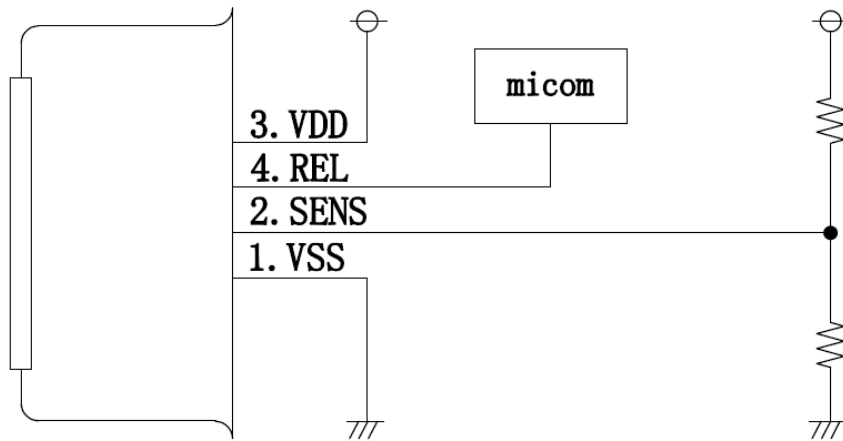 micom
3. VDD
4. REL
2. SENS
1. VSS